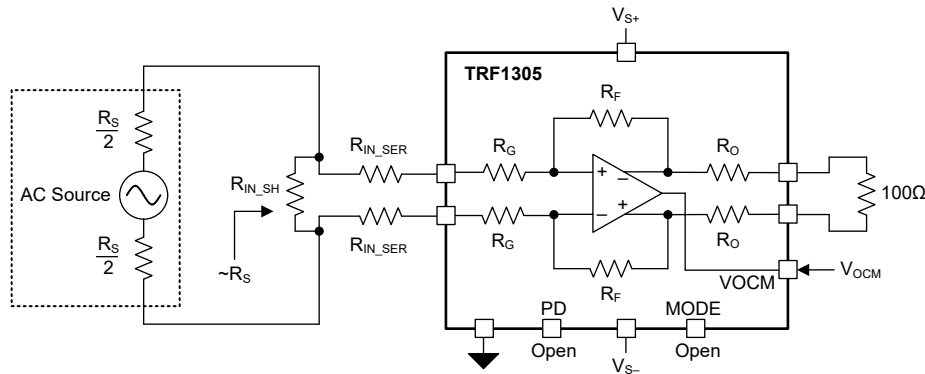 V_S+
TRF1305
R_F
R_S
2
R_IN_SER
R_G
R_O
AC Source
R_IN_SH
+
−
−
+
100Ω
R_S
2
R_IN_SER
R_G
R_O
~R_S
R_F
VOCM
V_OCM
PD
MODE
Open
Open
V_S–